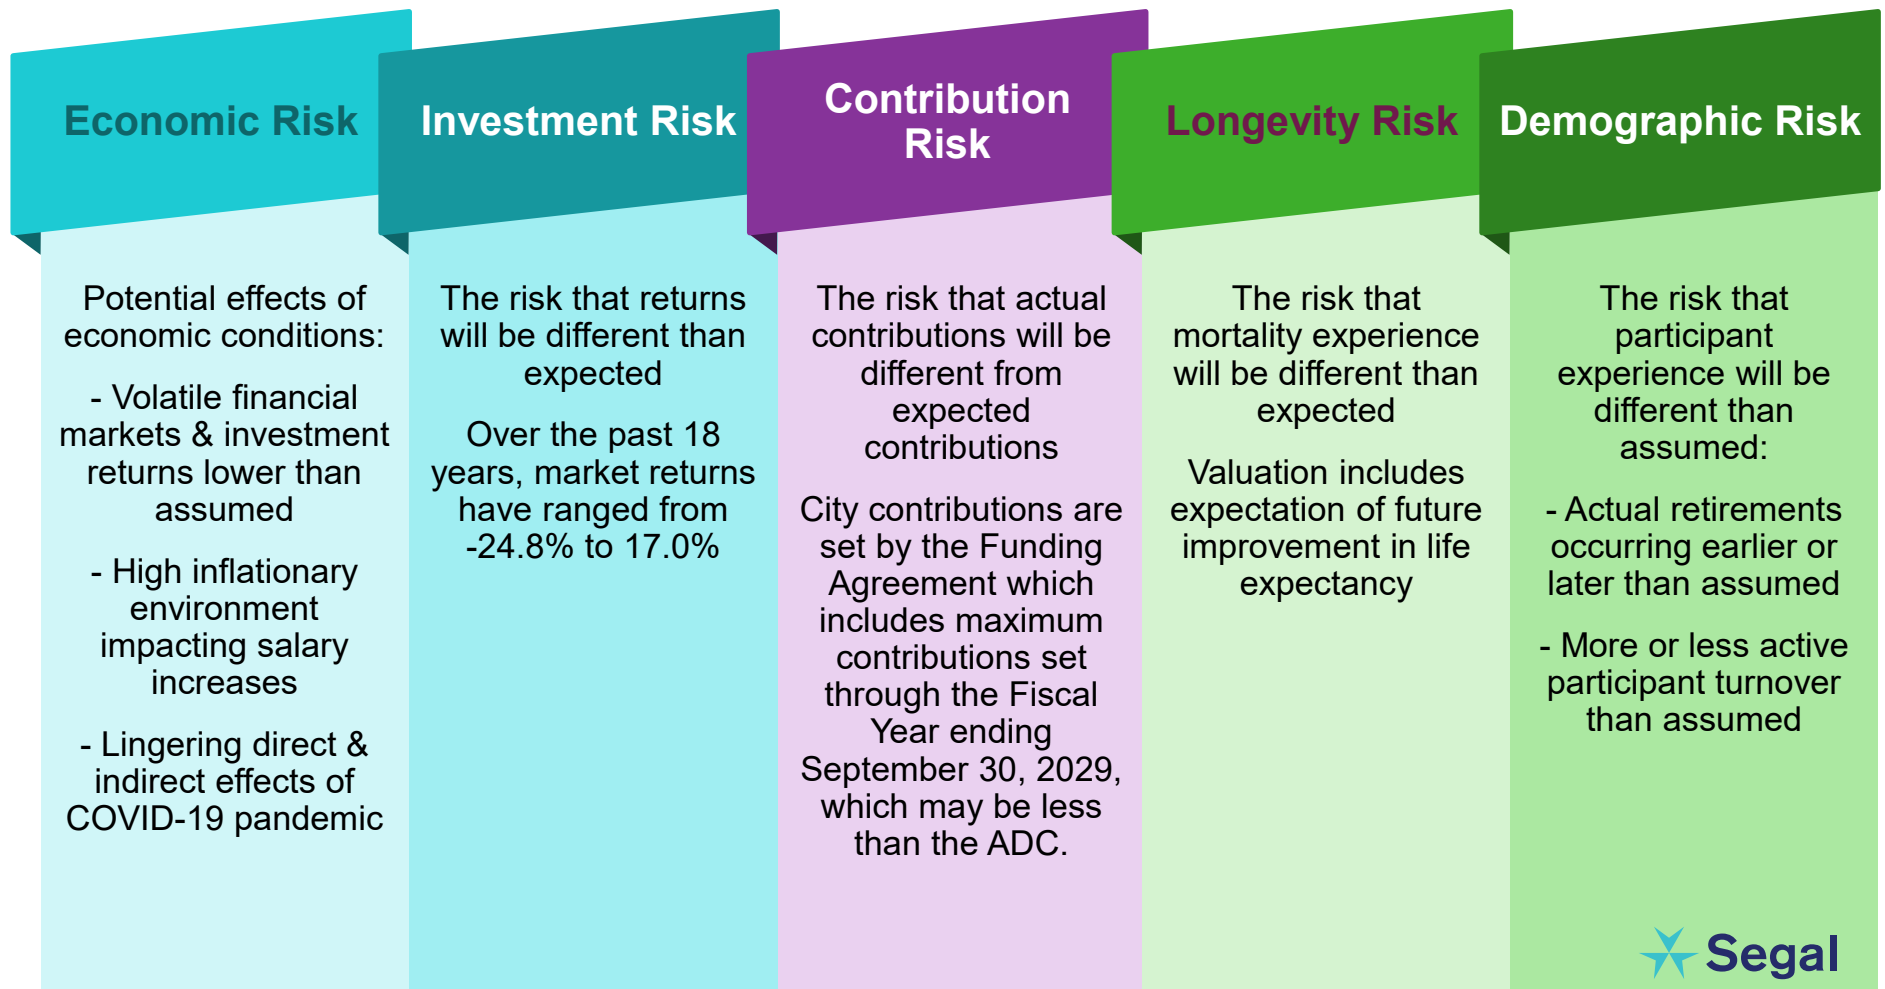 Economic Risk
Potential effects of
economic conditions:
- Volatile financial
markets & investment
returns lower than
assumed
- High inflationary
environment
impacting salary
increases
- Lingering direct &
indirect effects of
COVID-19 pandemic
Investment Risk
The risk that returns
will be different than
expected
Over the past 18
years, market returns
have ranged from
-24.8% to 17.0%
Contribution
Risk
The risk that actual
contributions will be
different from
expected
contributions
City contributions are
set by the Funding
Agreement which
includes maximum
contributions set
through the Fiscal
Year ending
September 30, 2029,
which may be less
than the ADC.
Longevity Risk
The risk that
mortality experience
will be different than
expected
Valuation includes
expectation of future
improvement in life
expectancy
Demographic Risk
The risk that
participant
experience will be
different than
assumed:
- Actual retirements
occurring earlier or
later than assumed
- More or less active
participant turnover
than assumed
Segal